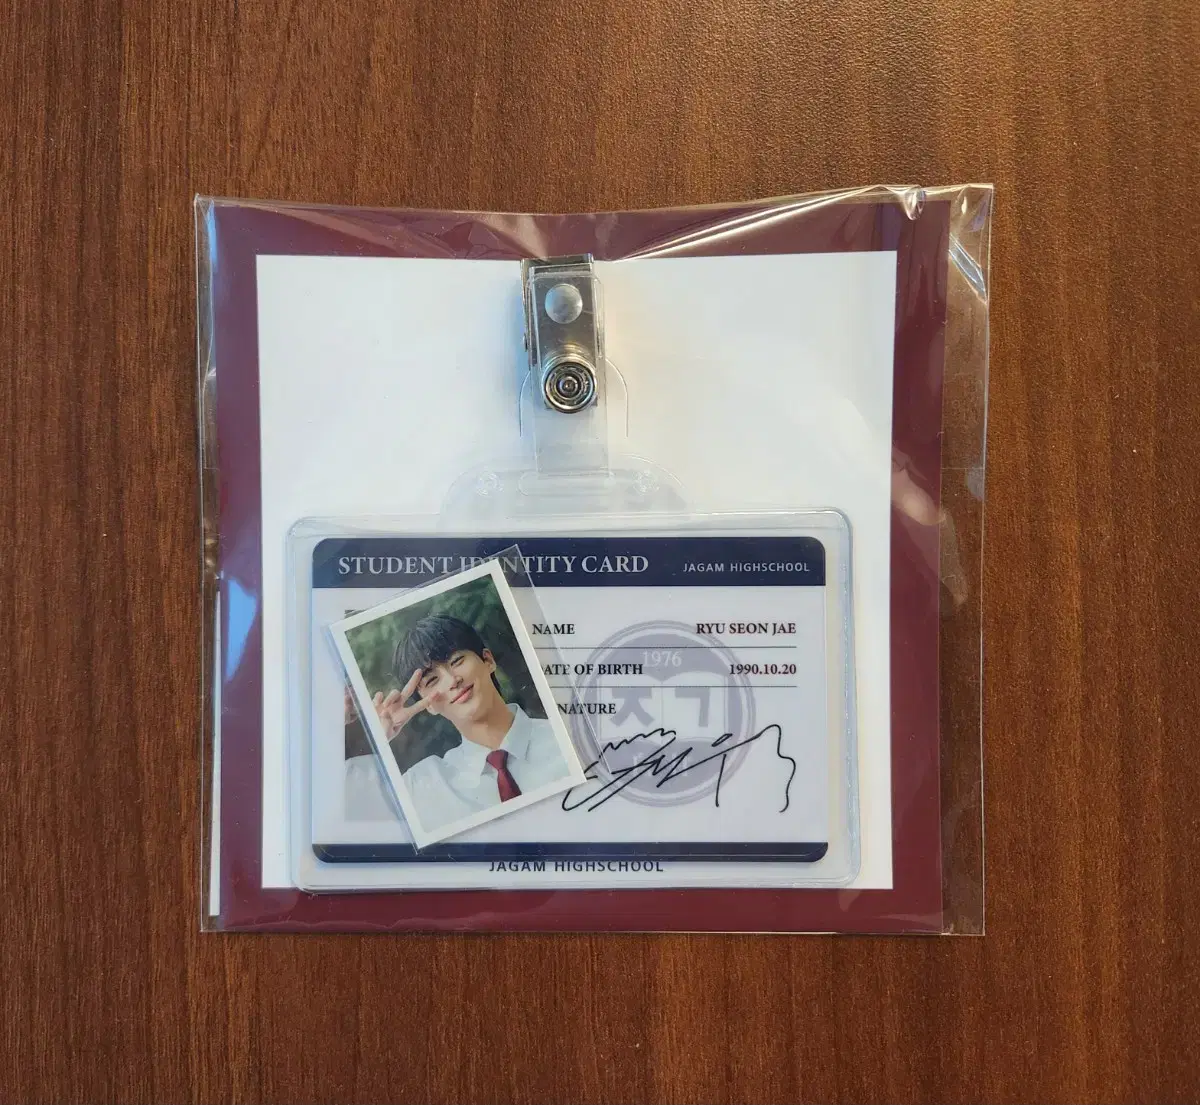 STUDENT IDENTITY CARD JAGAM HIGHSCHOOL
NAME RYU SEON JAE
1976
ATE OF BIRTH 1990.10.20
ㅈㄱ
NATURE
JAGAM HIGHSCHOOL